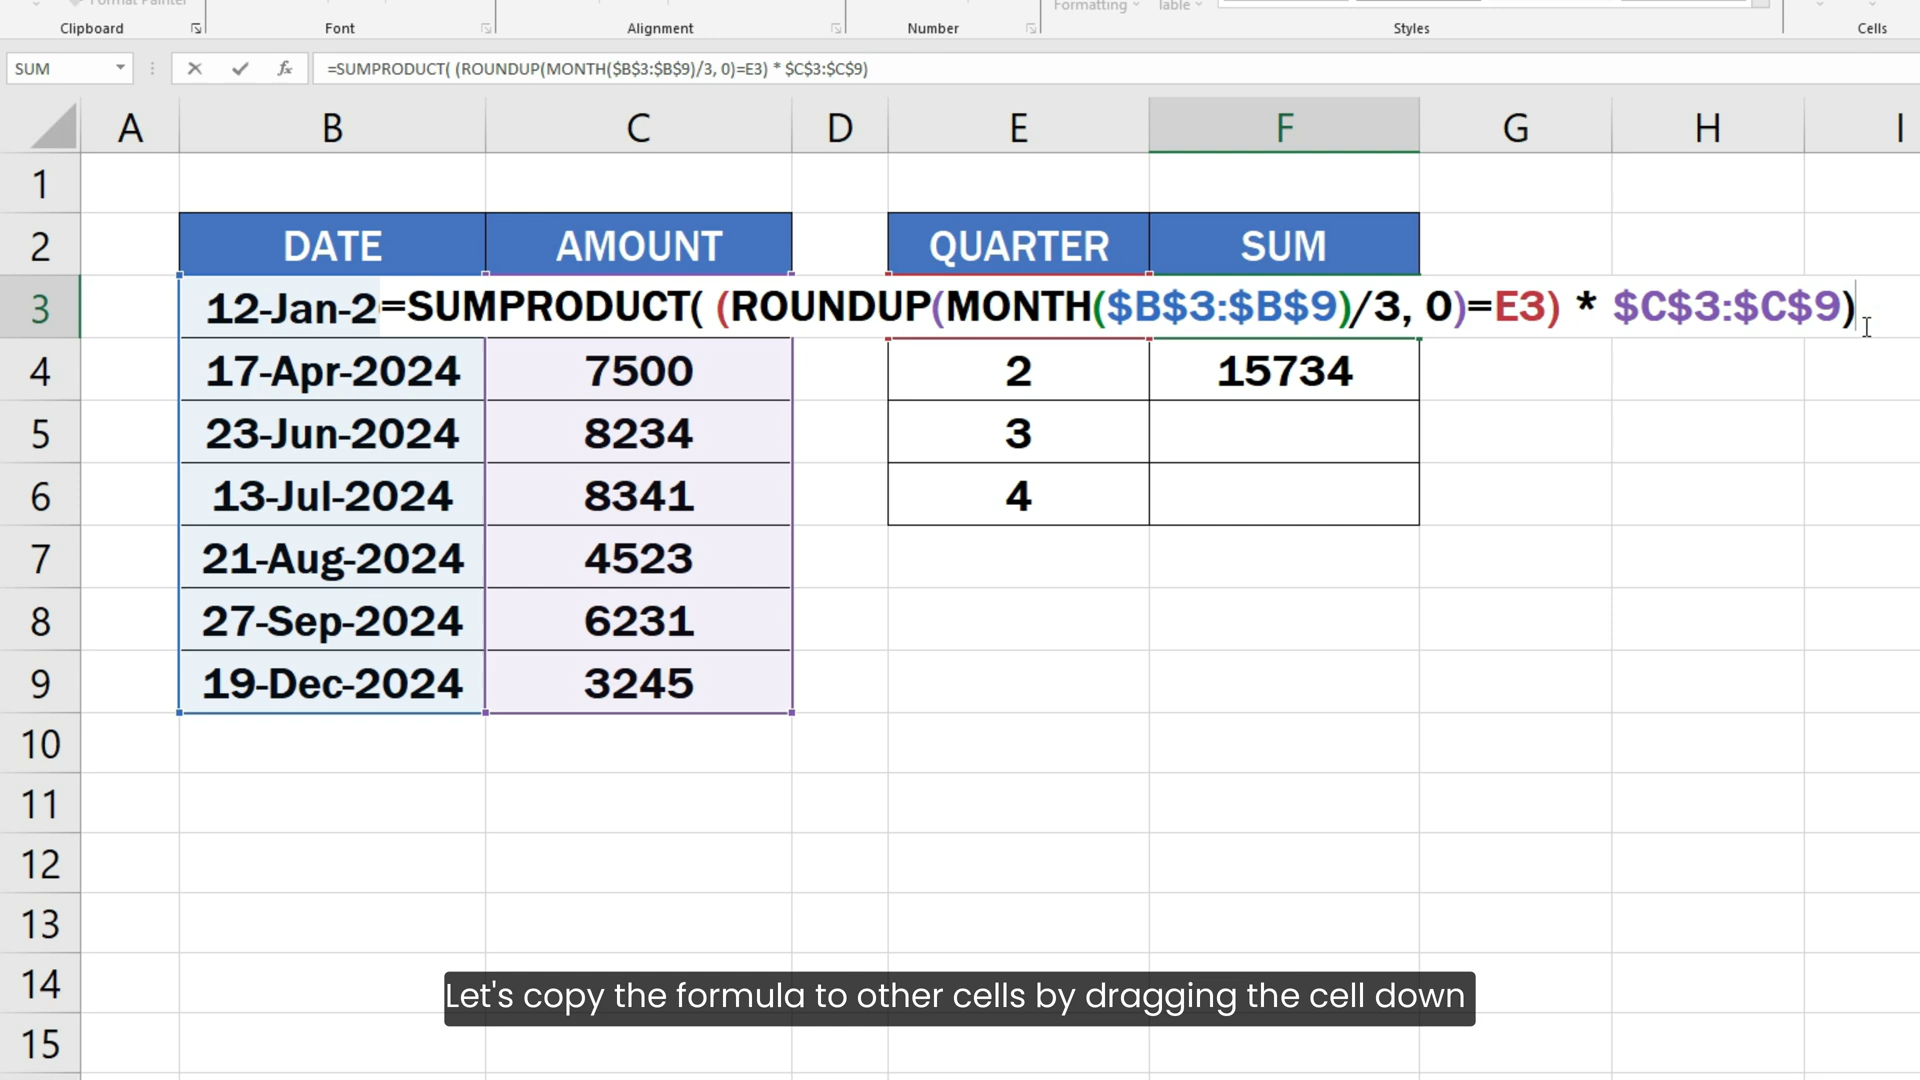 Format Painter
Formatting Table
Clipboard Font Alignment Number Styles Cells
SUM =SUMPRODUCT( (ROUNDUP(MONTH($B$3:$B$9)/3, 0)=E3) * $C$3:$C$9)
A B C D E F G H I
1
2 DATE AMOUNT QUARTER SUM
3 12-Jan-2 =SUMPRODUCT( (ROUNDUP(MONTH($B$3:$B$9)/3, 0)=E3) * $C$3:$C$9)
4 17-Apr-2024 7500 2 15734
5 23-Jun-2024 8234 3
6 13-Jul-2024 8341 4
7 21-Aug-2024 4523
8 27-Sep-2024 6231
9 19-Dec-2024 3245
10
11
12
13
14
Let's copy the formula to other cells by dragging the cell down
15